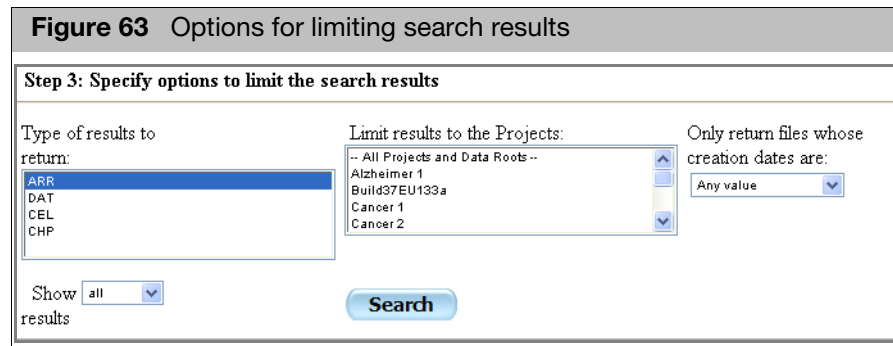 Figure 63 Options for limiting search results
Step 3: Specify options to limit the search results
Type of results to
return:
ARR
DAT
CEL
CHP
Show all
results
Limit results to the Projects:
-- All Projects and Data Roots --
Alzheimer 1
Build37EU133a
Cancer 1
Cancer 2
Search
Only return files whose
creation dates are:
Any value